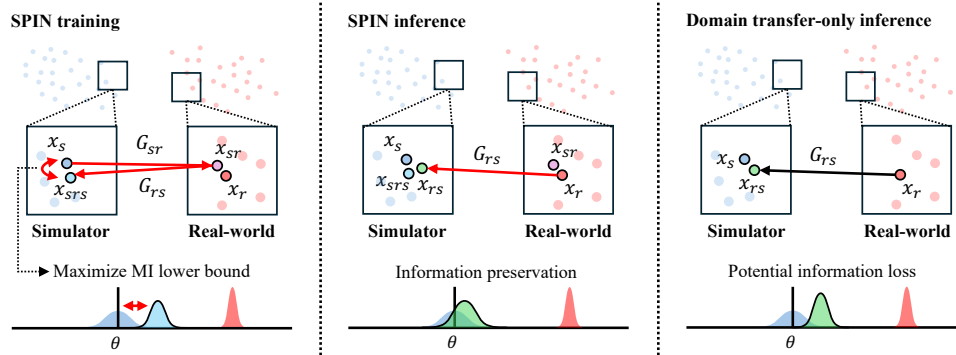 SPIN training
x_s
G_sr
x_sr
x_srs
G_rs
x_r
Simulator
Real-world
Maximize MI lower bound
θ
SPIN inference
x_s
G_rs
x_sr
x_srs
x_rs
x_r
Simulator
Real-world
Information preservation
θ
Domain transfer-only inference
x_s
G_rs
x_rs
x_r
Simulator
Real-world
Potential information loss
θ